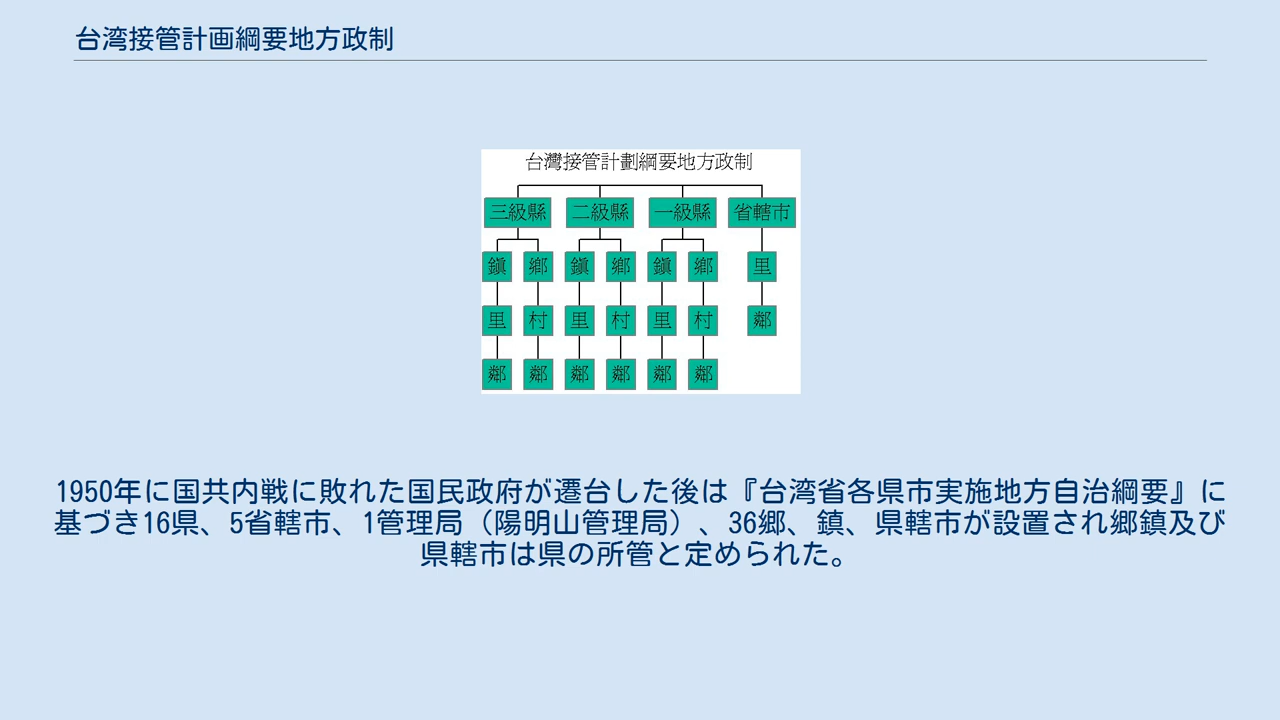 台湾接管計画綱要地方政制
台灣接管計劃綱要地方政制
三級縣 二級縣 一級縣 省轄市
鎭 鄉 鎭 鄉 鎭 鄉 里
里 村 里 村 里 村 鄰
鄰 鄰 鄰 鄰 鄰 鄰
1950年に国共内戦に敗れた国民政府が遷台した後は『台湾省各県市実施地方自治綱要』に
基づき16県、5省轄市、1管理局（陽明山管理局）、36郷、鎮、県轄市が設置され郷鎮及び
県轄市は県の所管と定められた。